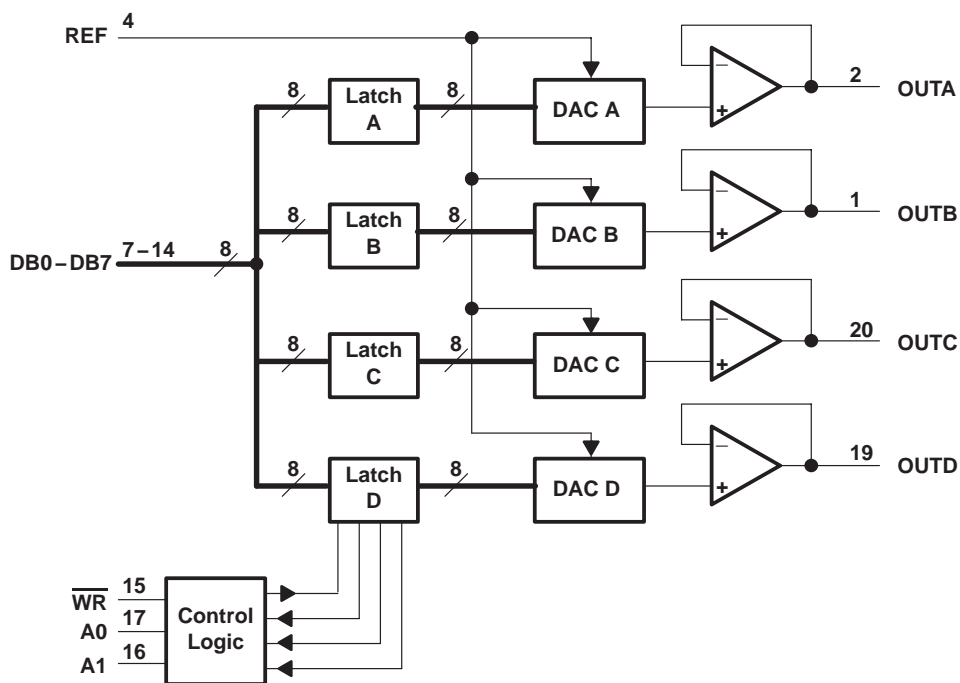 4
REF
8
Latch
A
8
DAC A
−
+
2
OUTA
8
Latch
B
8
DAC B
−
+
1
OUTB
DB0–DB7
7–14
8
8
Latch
C
8
DAC C
−
+
20
OUTC
8
Latch
D
8
DAC D
−
+
19
OUTD
WR
15
A0
17
A1
16
Control
Logic